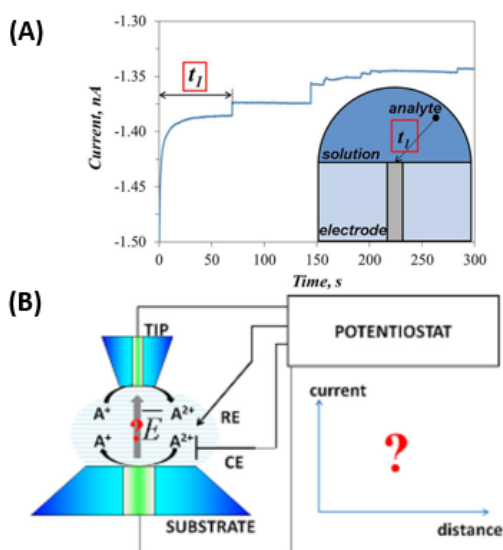 (A)
-1.30
-1.35
-1.40
-1.45
-1.50
Current, nA
t1
analyte
t1
solution
electrode
0 50 100 150 200 250 300
Time, s
(B)
TIP
POTENTIOSTAT
A+ A2+
? E
A+ A2+
RE
CE
SUBSTRATE
current
?
distance